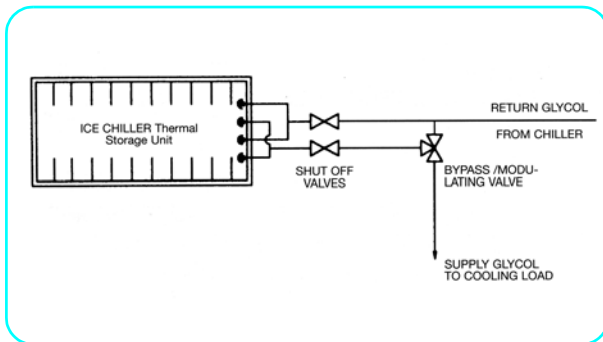 ICE CHILLER Thermal
Storage Unit
RETURN GLYCOL
FROM CHILLER
SHUT OFF
VALVES
BYPASS /MODU-
LATING VALVE
SUPPLY GLYCOL
TO COOLING LOAD